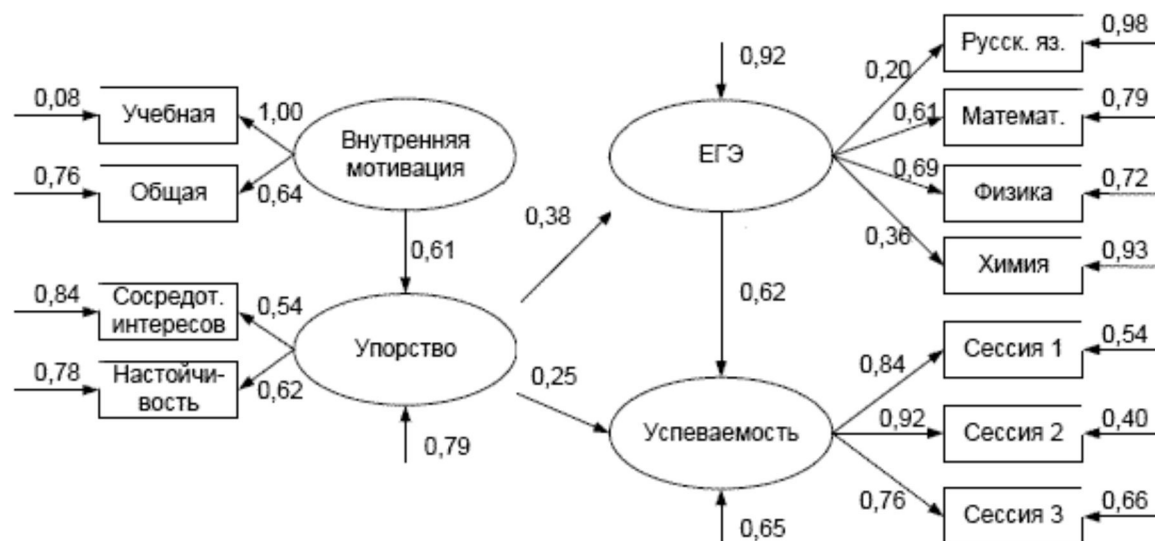 0,08
Учебная
1,00
0,76
Общая
0,64
Внутренняя
мотивация
0,61
0,84
Сосредот.
интересов
0,54
0,78
Настойчи-
вость
0,62
Упорство
0,79
0,38
0,25
0,92
ЕГЭ
0,62
Успеваемость
0,65
0,20
Русск. яз.
0,98
0,61
Математ.
0,79
0,69
Физика
0,72
0,36
Химия
0,93
0,84
Сессия 1
0,54
0,92
Сессия 2
0,40
0,76
Сессия 3
0,66